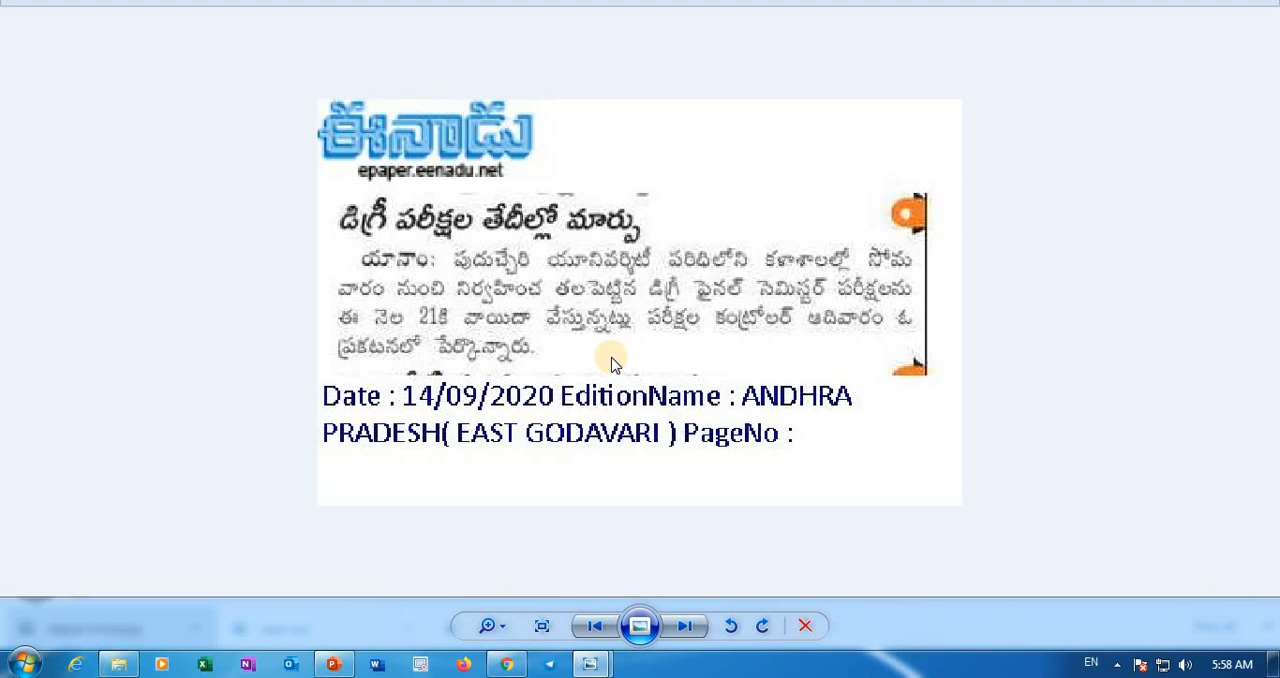 ఈనాడు
epaper.eenadu.net
డిగ్రీ పరీక్షల తేదీల్లో మార్పు
యానాం: పుదుచ్చేరి యూనివర్శిటీ పరిధిలోని కళాశాలల్లో సోమ
వారం నుంచి నిర్వహించ తలపెట్టిన డిగ్రీ ఫైనల్ సెమిస్టర్ పరీక్షలను
ఈ నెల 21కి వాయిదా వేస్తున్నట్లు పరీక్షల కంట్రోలర్ ఆదివారం ఓ
ప్రకటనలో పేర్కొన్నారు.
Date : 14/09/2020 EditionName : ANDHRA
PRADESH( EAST GODAVARI ) PageNo :
EN
5:58 AM